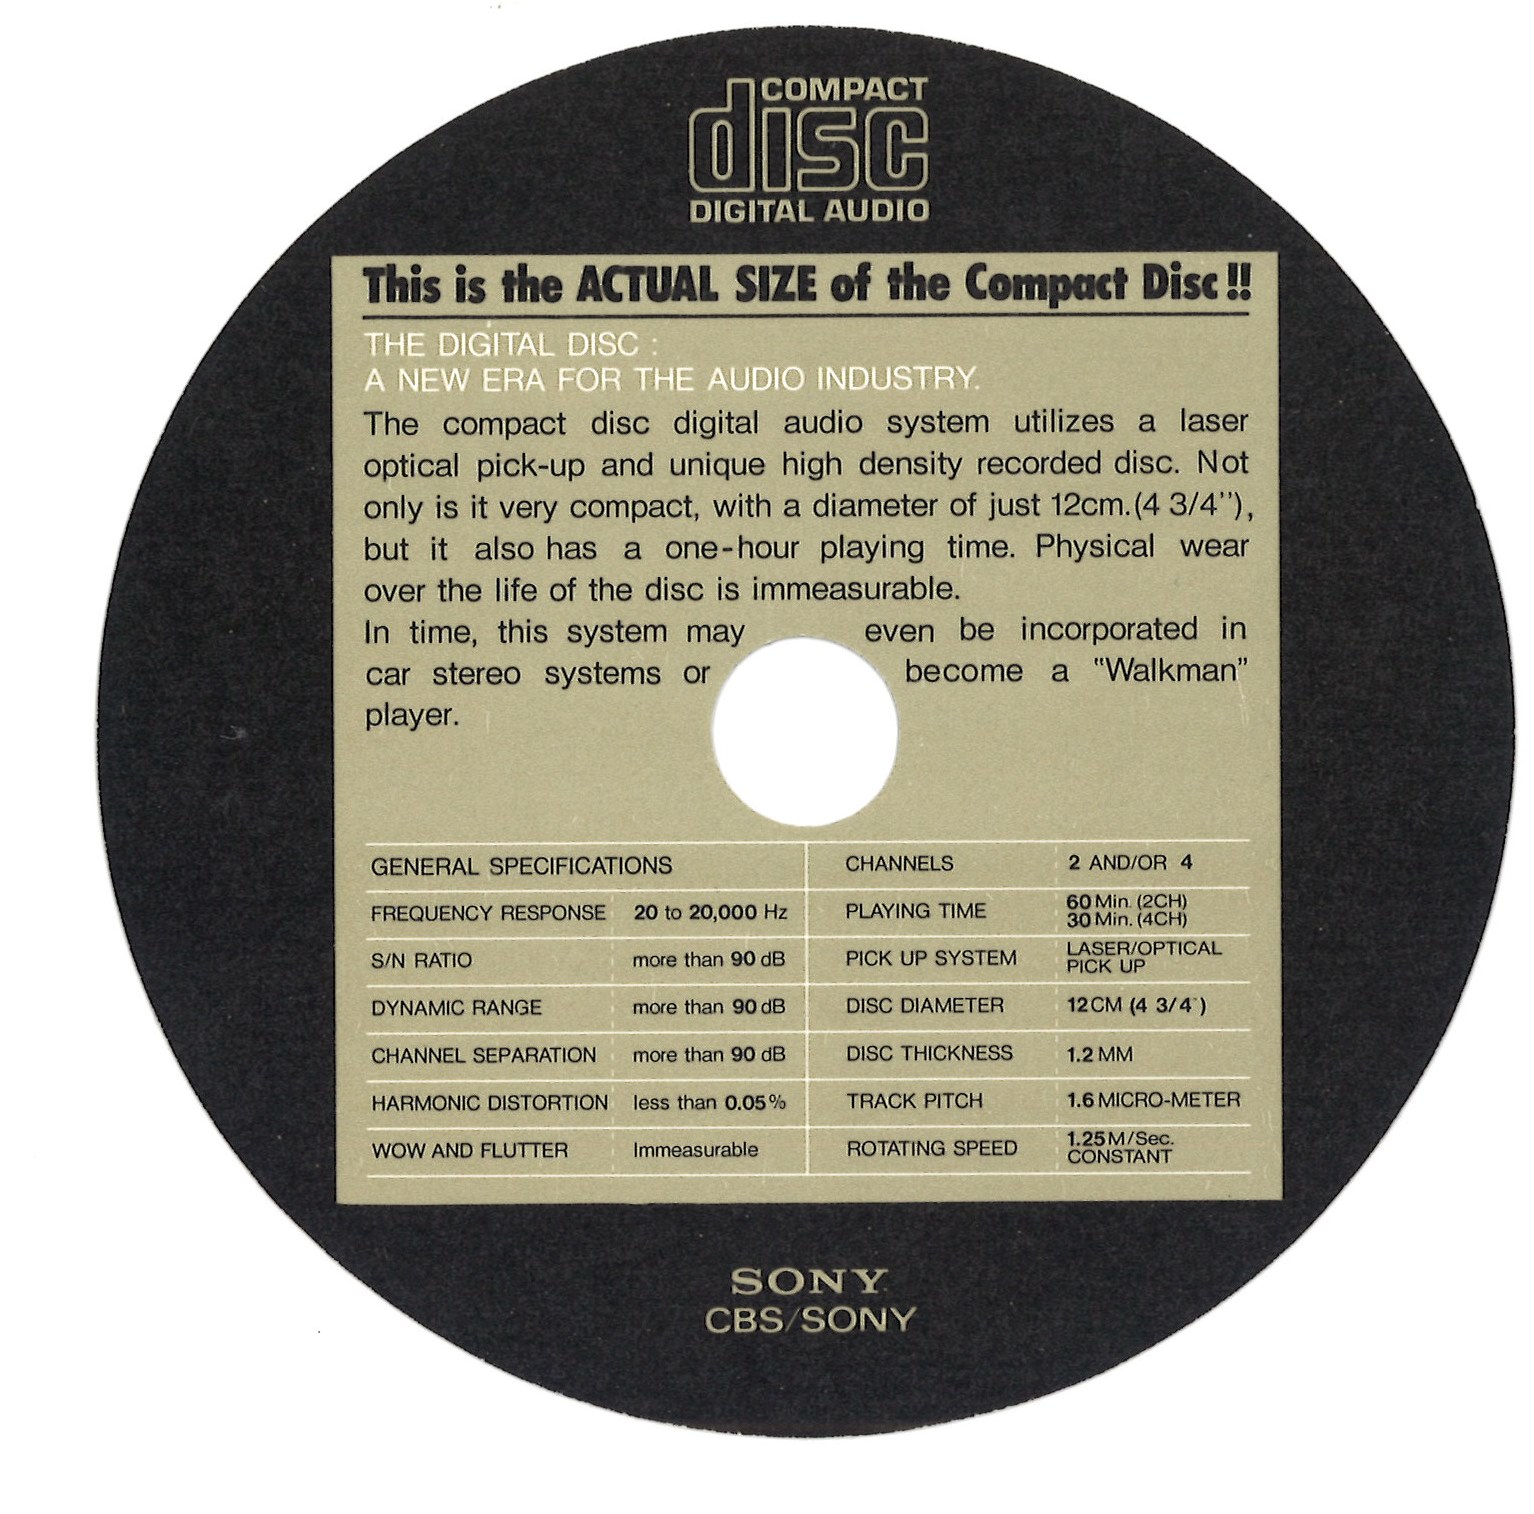 COMPACT
disc
DIGITAL AUDIO
This is the ACTUAL SIZE of the Compact Disc!!
THE DIGITAL DISC :
A NEW ERA FOR THE AUDIO INDUSTRY.
The compact disc digital audio system utilizes a laser
optical pick-up and unique high density recorded disc. Not
only is it very compact, with a diameter of just 12cm.(4 3/4''),
but it also has a one-hour playing time. Physical wear
over the life of the disc is immeasurable.
In time, this system may even be incorporated in
car stereo systems or become a "Walkman"
player.
GENERAL SPECIFICATIONS
FREQUENCY RESPONSE 20 to 20,000 Hz
S/N RATIO more than 90 dB
DYNAMIC RANGE more than 90 dB
CHANNEL SEPARATION more than 90 dB
HARMONIC DISTORTION less than 0.05%
WOW AND FLUTTER Immeasurable
CHANNELS 2 AND/OR 4
PLAYING TIME 60 Min. (2CH)
30 Min. (4CH)
PICK UP SYSTEM LASER/OPTICAL
PICK UP
DISC DIAMETER 12CM (4 3/4")
DISC THICKNESS 1.2 MM
TRACK PITCH 1.6 MICRO-METER
ROTATING SPEED 1.25 M/Sec.
CONSTANT
SONY
CBS/SONY